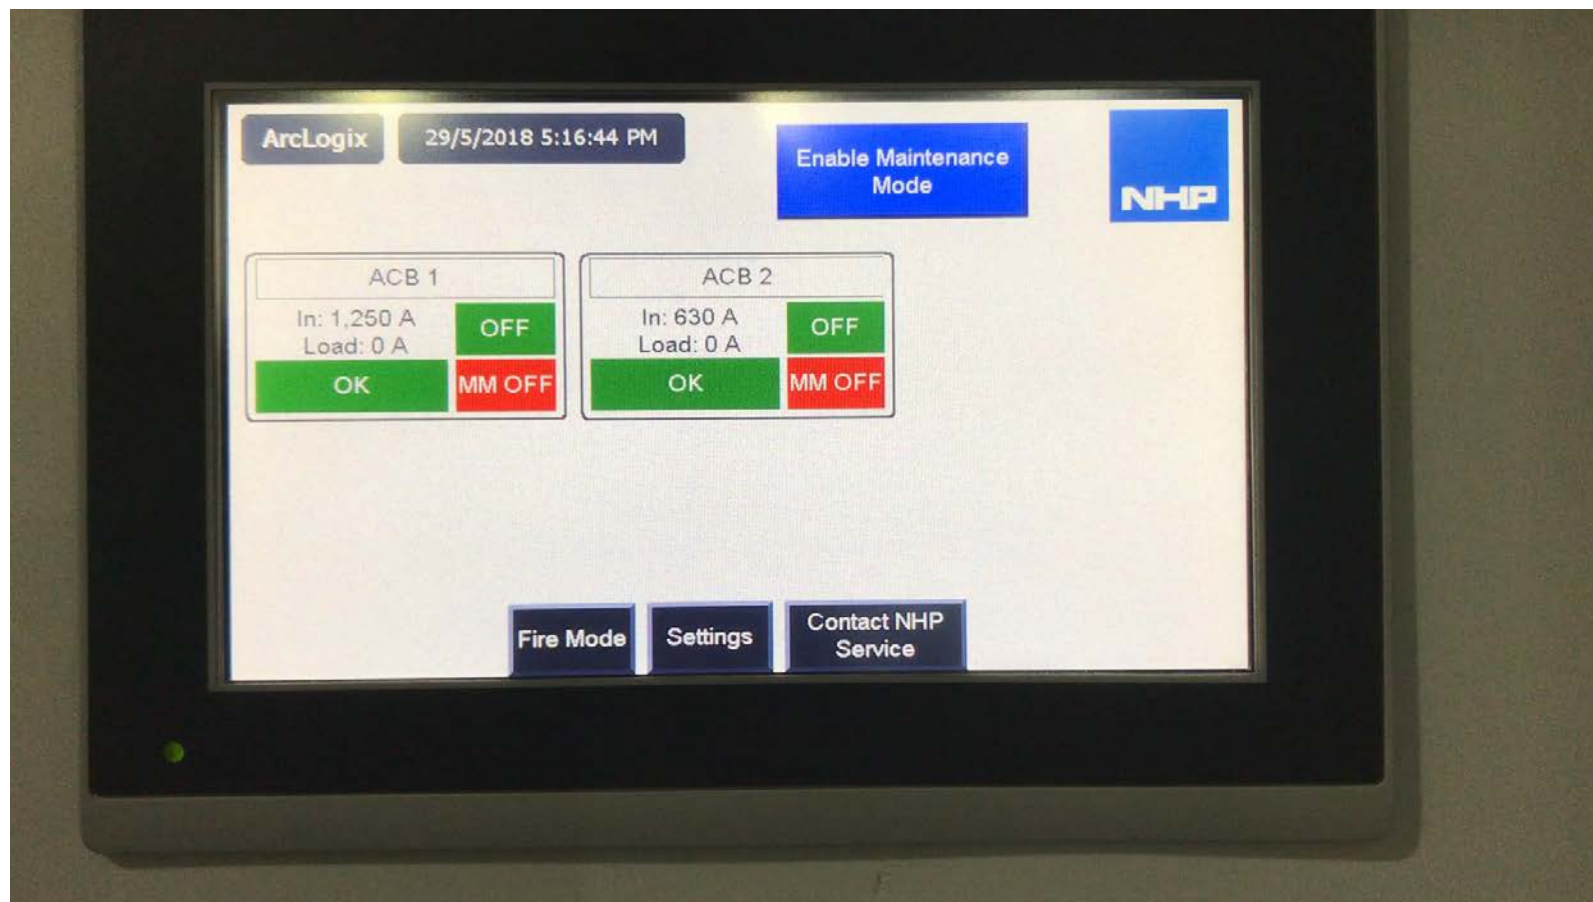 ArcLogix
29/5/2018 5:16:44 PM
Enable Maintenance
Mode
NHP
ACB 1
In: 1,250 A
Load: 0 A
OFF
OK
MM OFF
ACB 2
In: 630 A
Load: 0 A
OFF
OK
MM OFF
Fire Mode
Settings
Contact NHP
Service